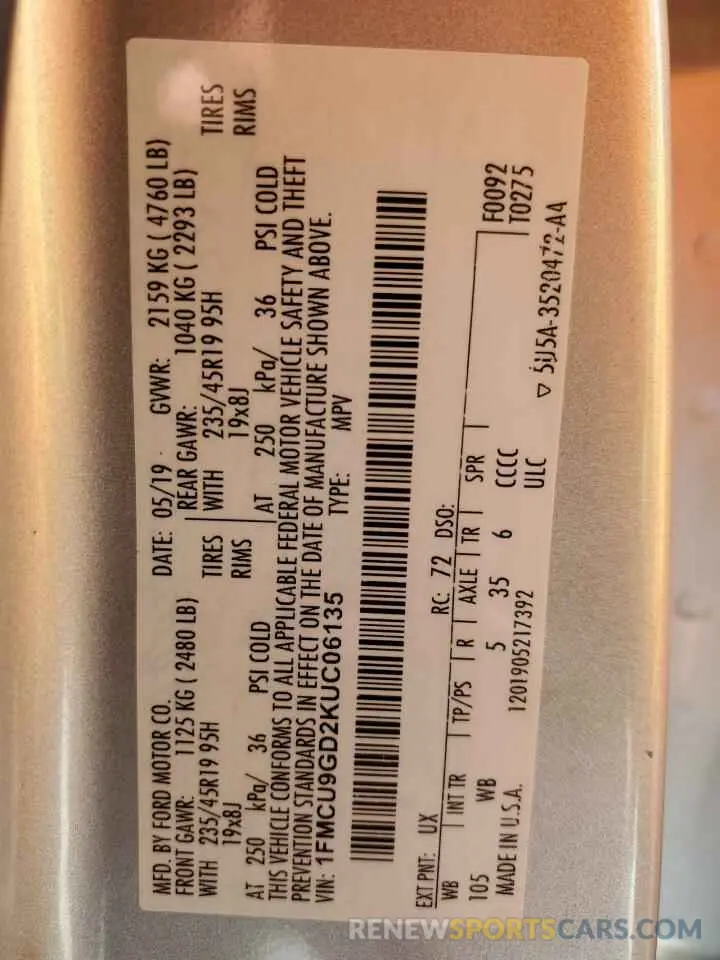 MFD. BY FORD MOTOR CO. DATE: 05/19 GVWR: 2159 KG ( 4760 LB)
FRONT GAWR: 1125 KG ( 2480 LB) REAR GAWR: 1040 KG ( 2293 LB)
WITH 235/45R19 95H TIRES WITH 235/45R19 95H TIRES
19x8J RIMS 19x8J RIMS
AT 250 kPa/ 36 PSI COLD AT 250 kPa/ 36 PSI COLD
THIS VEHICLE CONFORMS TO ALL APPLICABLE FEDERAL MOTOR VEHICLE SAFETY AND THEFT
PREVENTION STANDARDS IN EFFECT ON THE DATE OF MANUFACTURE SHOWN ABOVE.
VIN: 1FMCU9GD2KUC06135 TYPE: MPV
EXT PNT: UX RC: 72 DSO: F0092
T0275
WB INT TR TP/PS R AXLE TR SPR
105 WB 5 35 6 CCCC
MADE IN U.S.A. 1201905217392 ULC
5U5A-3520472-AA
RENEWSPORTSCARS.COM